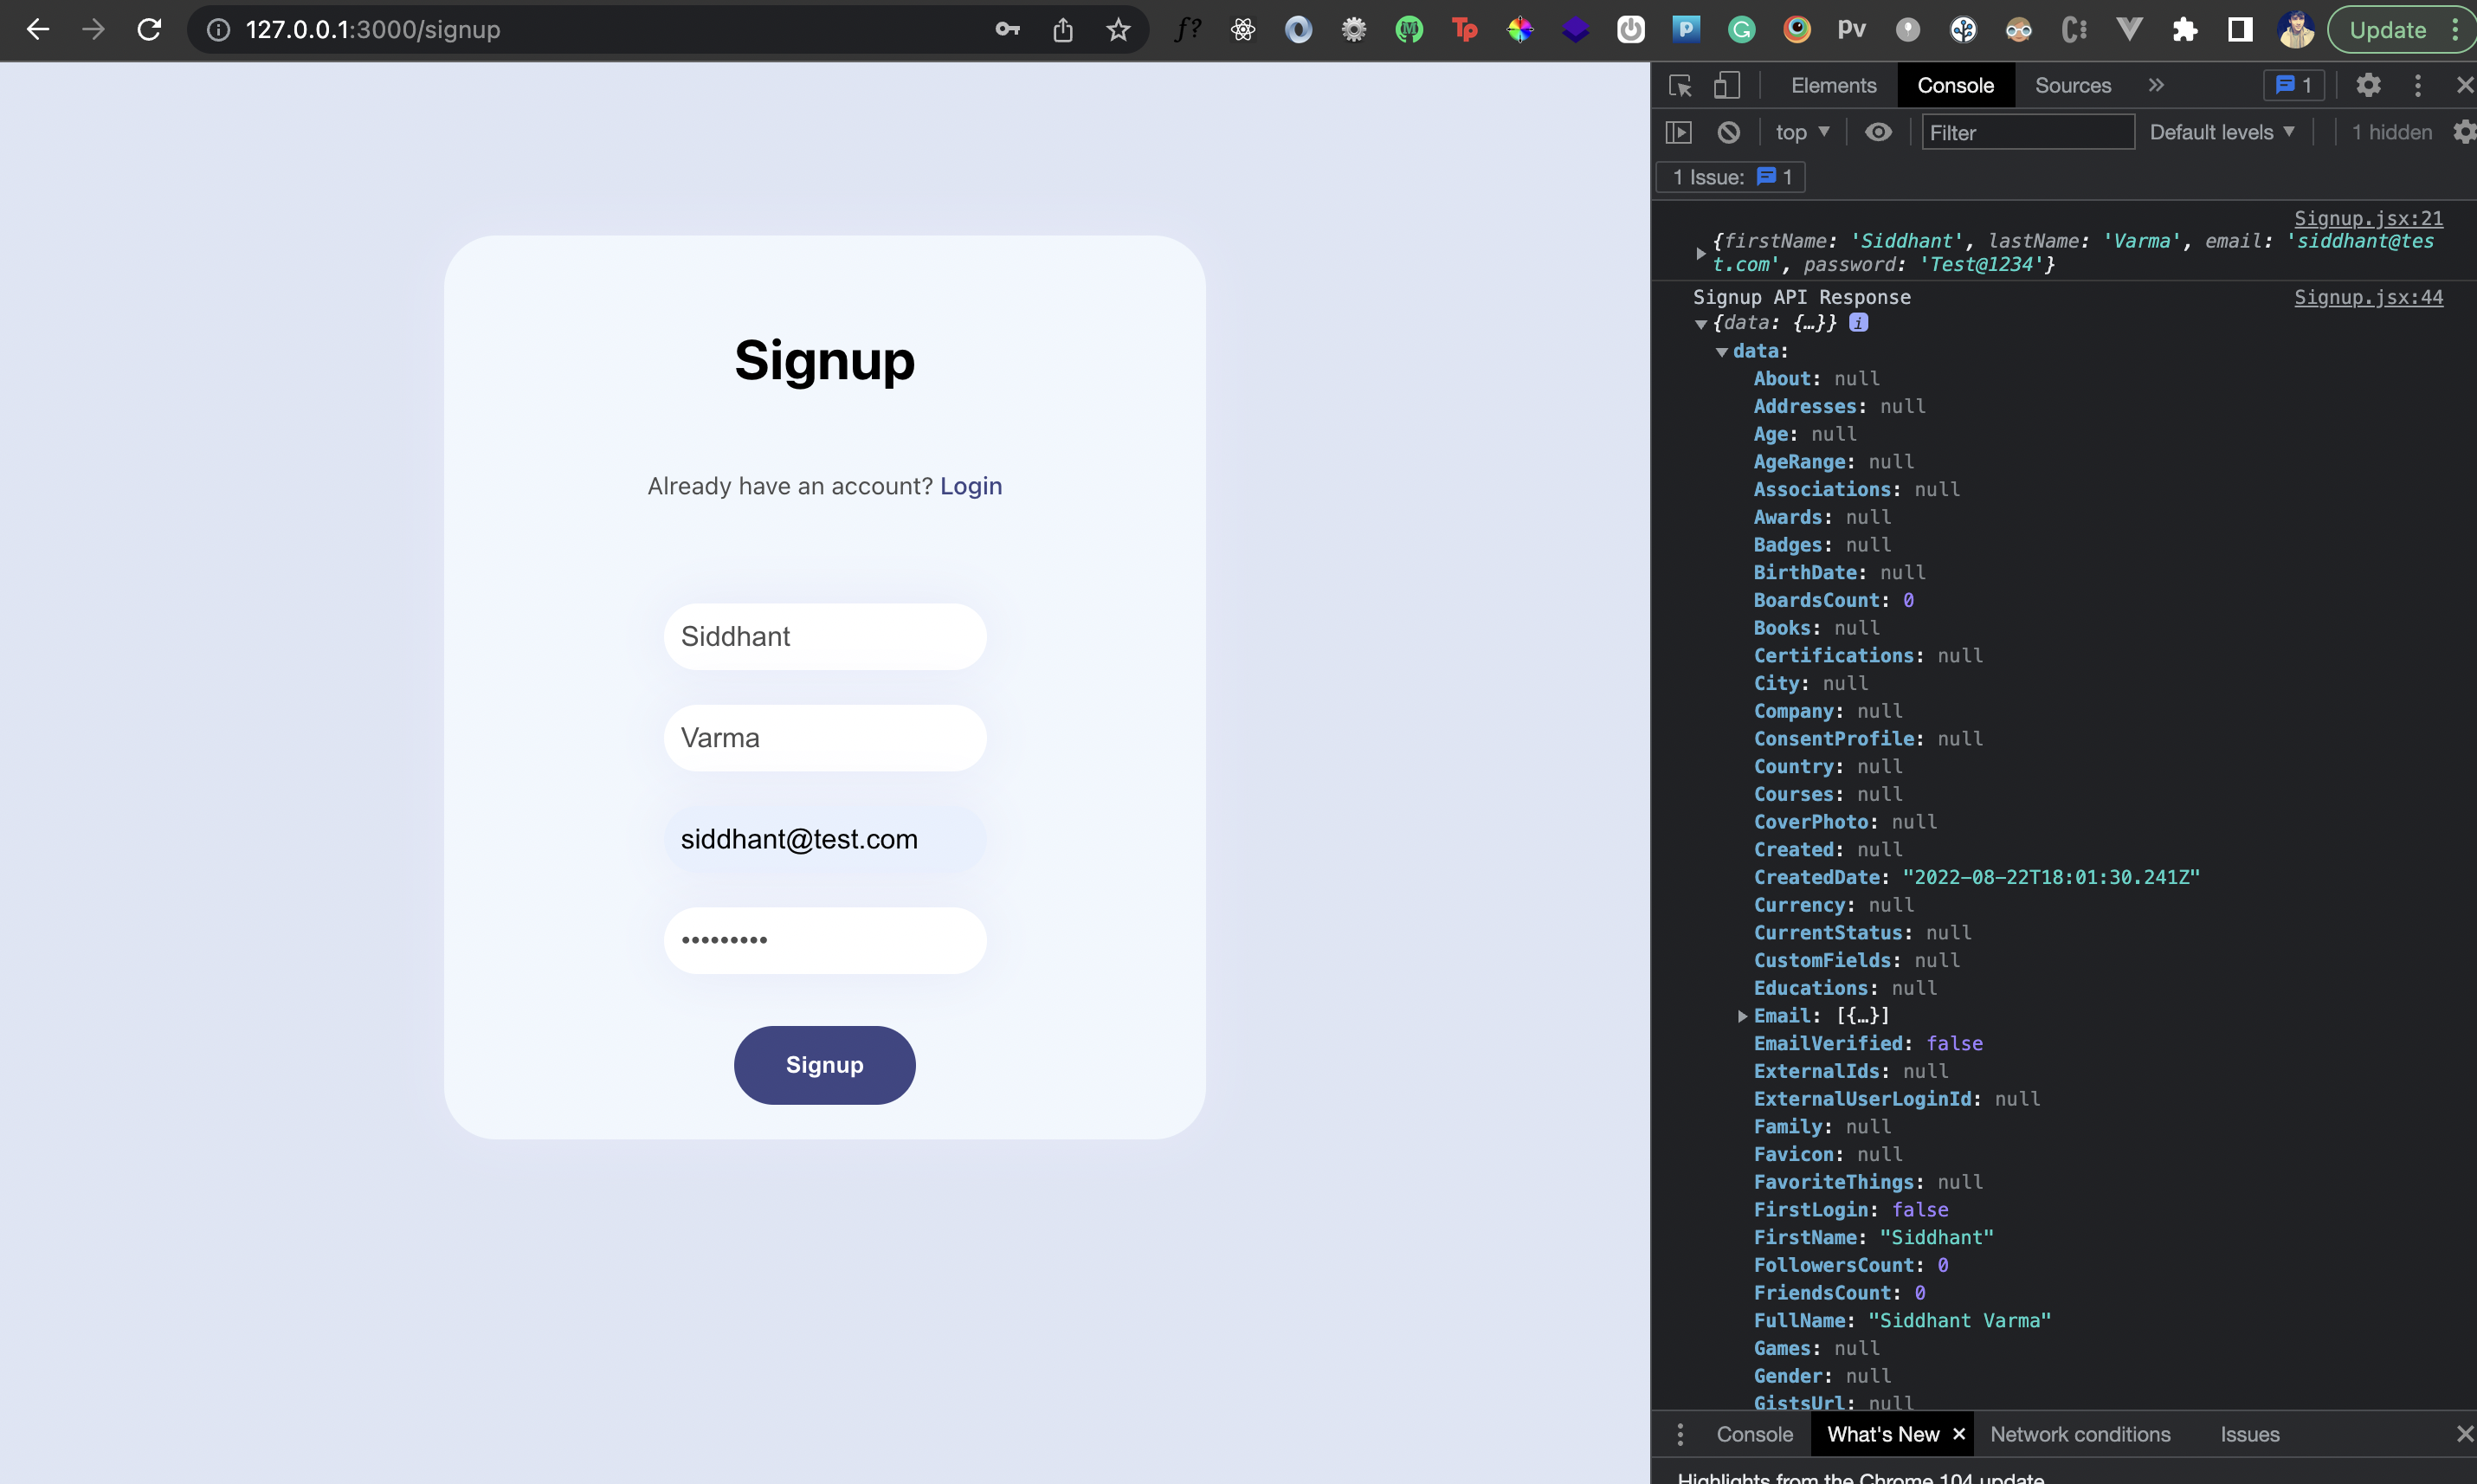 127.0.0.1:3000/signup
Update
Signup
Already have an account? Login
Siddhant
Varma
siddhant@test.com
•••••••••
Signup
Elements
Console
Sources
1
top
Filter
Default levels
1 hidden
1 Issue: 1
Signup.jsx:21
{firstName: 'Siddhant', lastName: 'Varma', email: 'siddhant@tes
t.com', password: 'Test@1234'}
Signup API Response
Signup.jsx:44
{data: {…}} i
data:
About: null
Addresses: null
Age: null
AgeRange: null
Associations: null
Awards: null
Badges: null
BirthDate: null
BoardsCount: 0
Books: null
Certifications: null
City: null
Company: null
ConsentProfile: null
Country: null
Courses: null
CoverPhoto: null
Created: null
CreatedDate: "2022-08-22T18:01:30.241Z"
Currency: null
CurrentStatus: null
CustomFields: null
Educations: null
Email: [{…}]
EmailVerified: false
ExternalIds: null
ExternalUserLoginId: null
Family: null
Favicon: null
FavoriteThings: null
FirstLogin: false
FirstName: "Siddhant"
FollowersCount: 0
FriendsCount: 0
FullName: "Siddhant Varma"
Games: null
Gender: null
GistsUrl: null
Console
What's New
Network conditions
Issues
Highlights from the Chrome 104 update